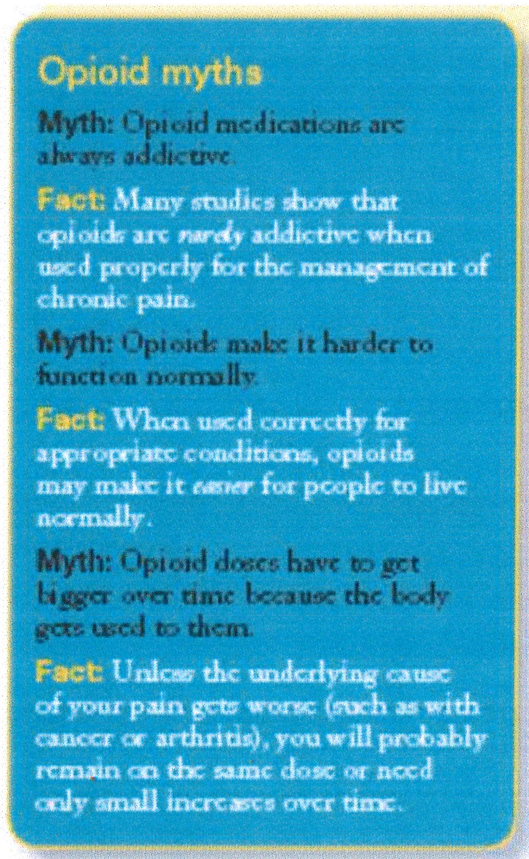 Opioid myths
Myth: Opioid medications are
always addictive.
Fact: Many studies show that
opioids are rarely addictive when
used properly for the management of
chronic pain.
Myth: Opioids make it harder to
function normally.
Fact: When used correctly for
appropriate conditions, opioids
may make it easier for people to live
normally.
Myth: Opioid doses have to get
bigger over time because the body
gets used to them.
Fact: Unless the underlying cause
of your pain gets worse (such as with
cancer or arthritis), you will probably
remain on the same dose or need
only small increases over time.